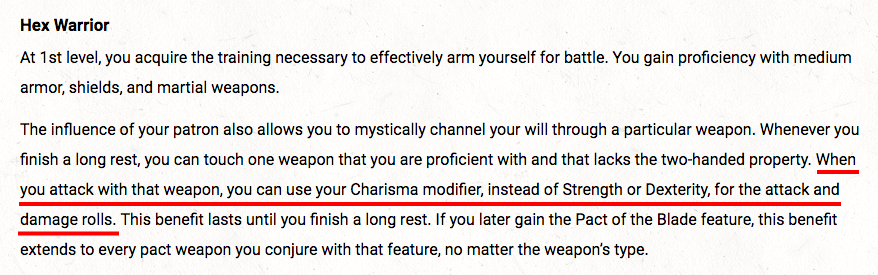 Hex Warrior
At 1st level, you acquire the training necessary to effectively arm yourself for battle. You gain proficiency with medium
armor, shields, and martial weapons.
The influence of your patron also allows you to mystically channel your will through a particular weapon. Whenever you
finish a long rest, you can touch one weapon that you are proficient with and that lacks the two-handed property. When
you attack with that weapon, you can use your Charisma modifier, instead of Strength or Dexterity, for the attack and
damage rolls. This benefit lasts until you finish a long rest. If you later gain the Pact of the Blade feature, this benefit
extends to every pact weapon you conjure with that feature, no matter the weapon’s type.